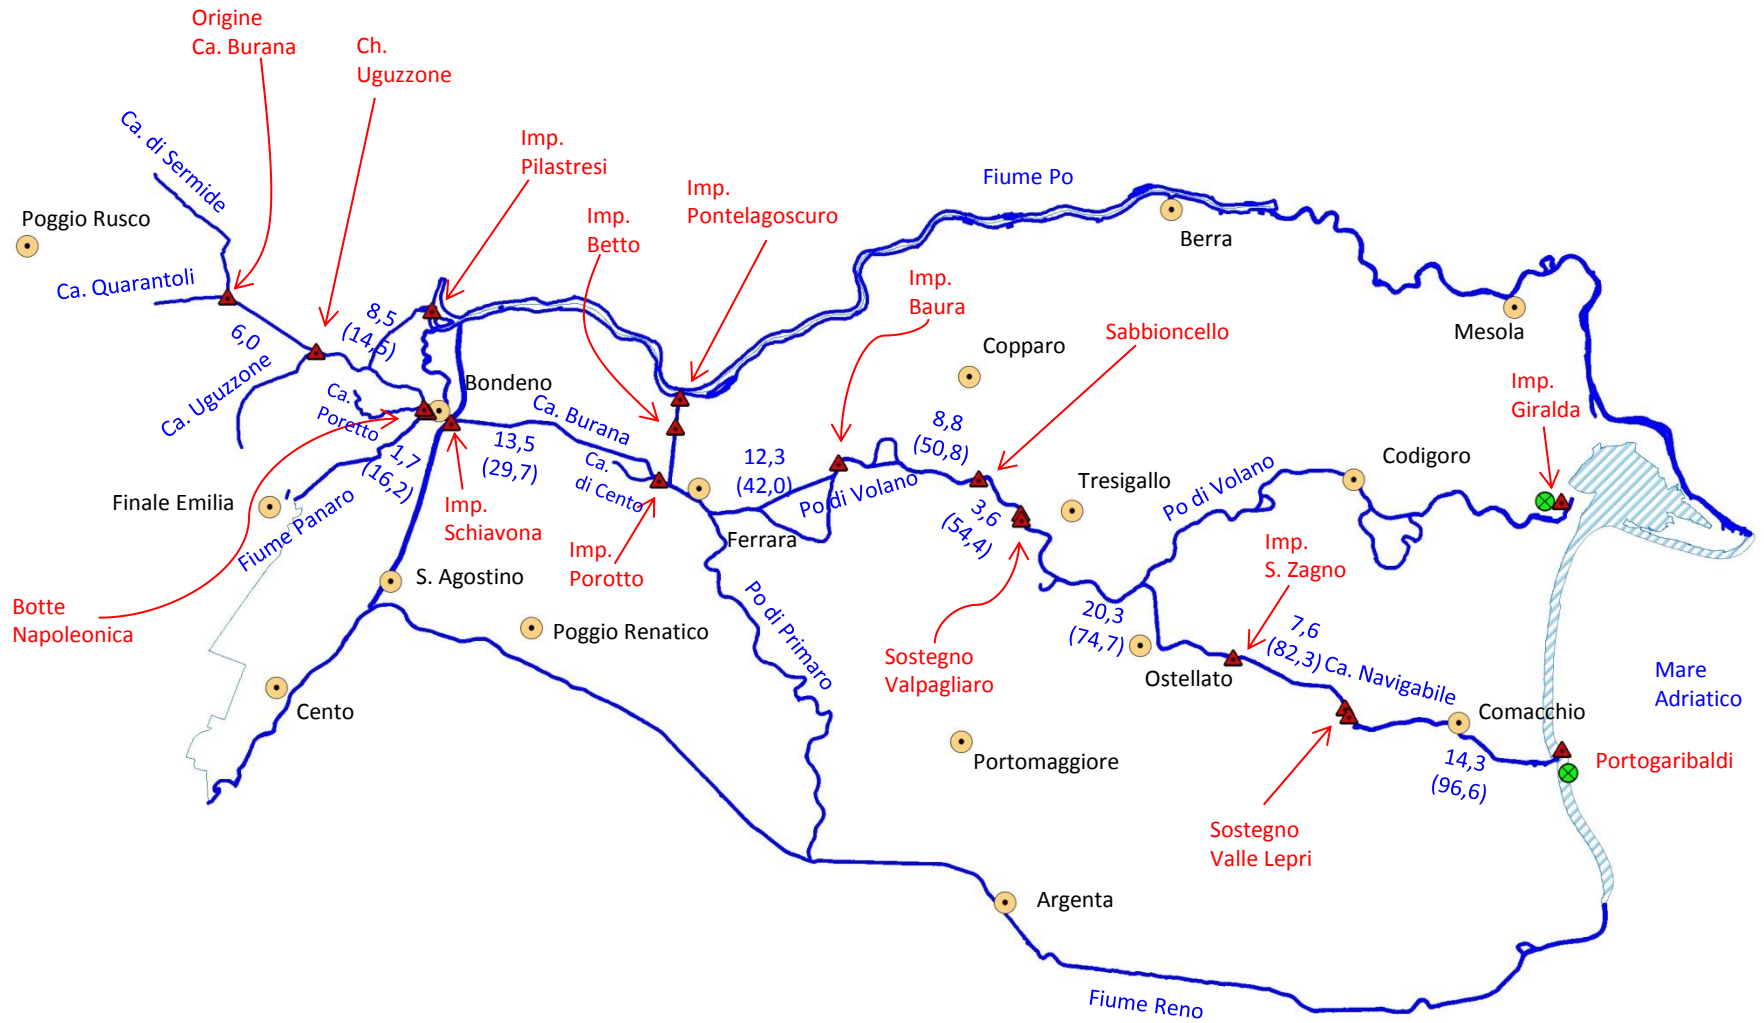 Origine
Ca. Burana
Ch.
Uguzzone
Ca. di Sermide
Imp.
Pilastresi
Imp.
Pontelagoscuro
Fiume Po
Poggio Rusco
Imp.
Betto
Berra
Ca. Quarantoli
Imp.
Baura
8,5
(14,5)
6,0
Mesola
Sabbioncello
Copparo
Ca. Uguzzone
Bondeno
Imp.
Giralda
Ca.
Poretto
Ca. Burana
8,8
(50,8)
13,5
(29,7)
1,7
(16,2)
12,3
(42,0)
Codigoro
Ca.
di Cento
Po di Volano
Po di Volano
Finale Emilia
Tresigallo
Imp.
Schiavona
3,6
(54,4)
Fiume Panaro
Ferrara
Imp.
Porotto
Imp.
S. Zagno
S. Agostino
Botte
Napoleonica
Po di Primaro
20,3
(74,7)
Poggio Renatico
7,6
(82,3)
Ca. Navigabile
Sostegno
Valpagliaro
Ostellato
Mare
Adriatico
Cento
Comacchio
Portomaggiore
14,3
(96,6)
Portogaribaldi
Sostegno
Valle Lepri
Argenta
Fiume Reno